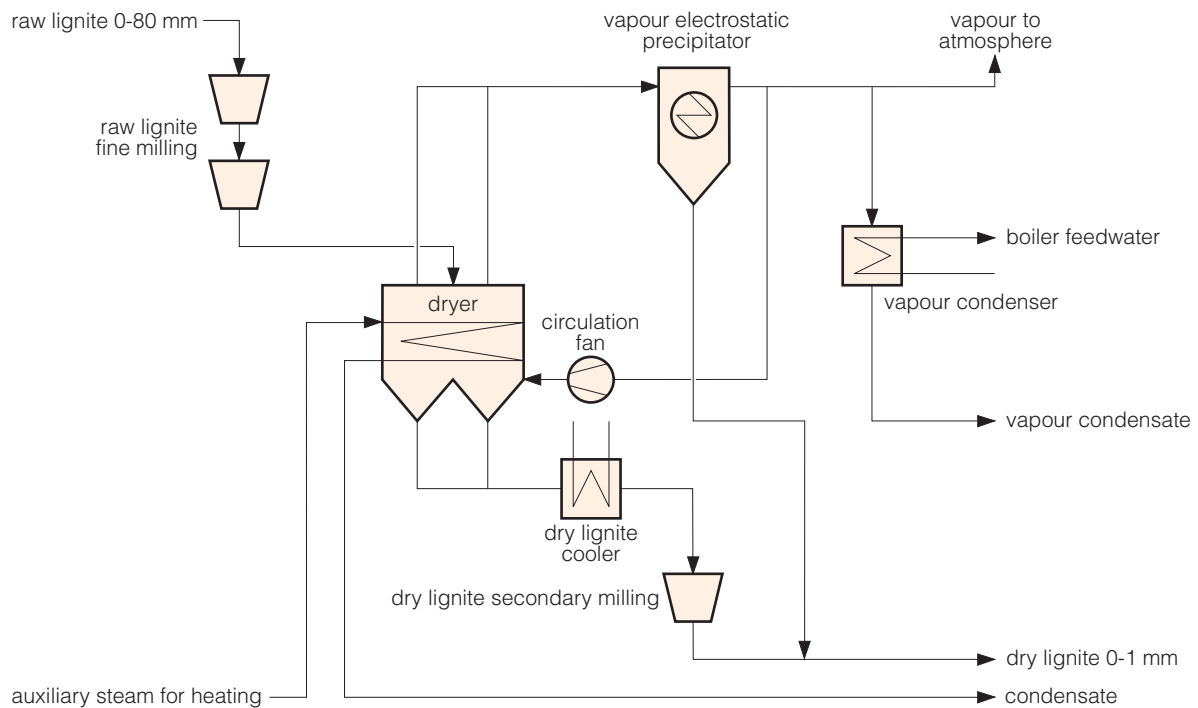 raw lignite 0-80 mm
vapour electrostatic
precipitator
vapour to
atmosphere
raw lignite
fine milling
boiler feedwater
vapour condenser
dryer
circulation
fan
vapour condensate
dry lignite
cooler
dry lignite secondary milling
dry lignite 0-1 mm
auxiliary steam for heating
condensate